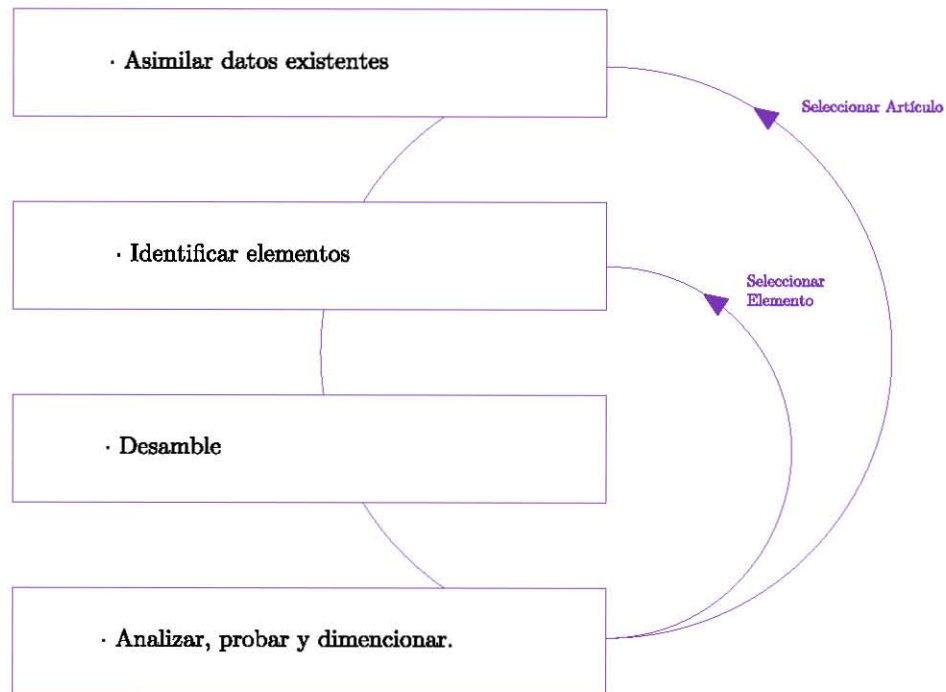 · Asimilar datos existentes
Seleccionar Artículo
· Identificar elementos
Seleccionar
Elemento
· Desamble
· Analizar, probar y dimencionar.